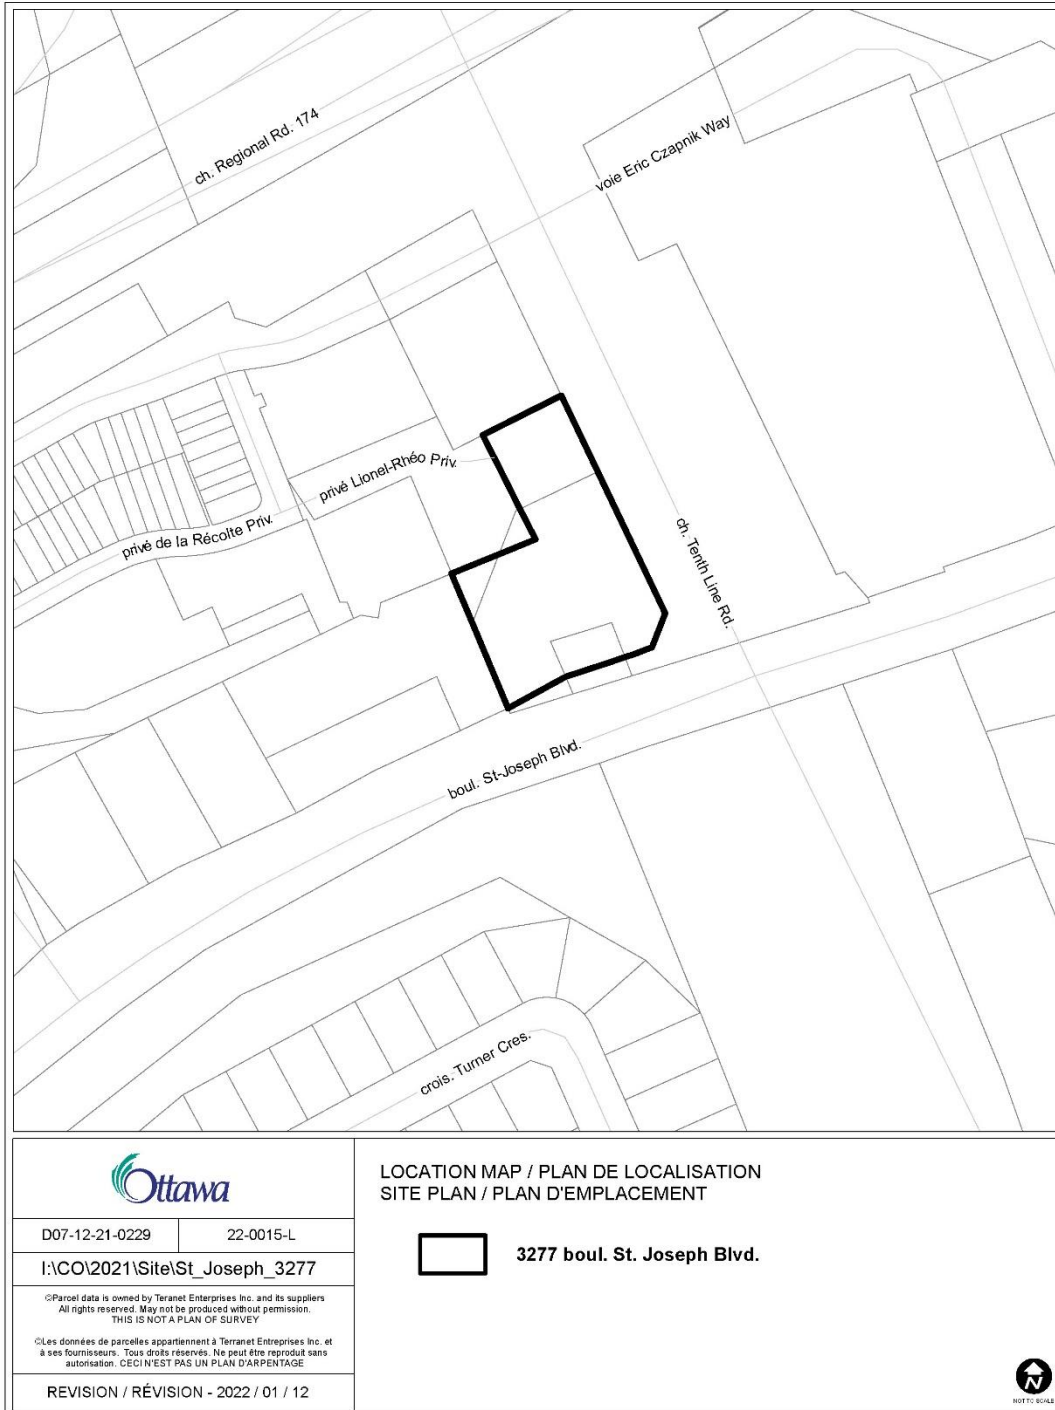 ch. Regional Rd. 174
voie Eric Czapnik Way
privé Lionel-Rhéo Priv.
privé de la Récolte Priv.
ch. Tenth Line Rd.
boul. St-Joseph Blvd.
crois. Turner Cres.
Ottawa
D07-12-21-0229
22-0015-L
I:\CO\2021\Site\St_Joseph_3277
©Parcel data is owned by Teranet Enterprises Inc. and its suppliers
All rights reserved. May not be produced without permission.
THIS IS NOT A PLAN OF SURVEY
©Les données de parcelles appartiennent à Terranet Entreprises Inc. et
à ses fournisseurs. Tous droits réservés. Ne peut être reproduit sans
autorisation. CECI N'EST PAS UN PLAN D'ARPENTAGE
REVISION / RÉVISION - 2022 / 01 / 12
LOCATION MAP / PLAN DE LOCALISATION
SITE PLAN / PLAN D'EMPLACEMENT
3277 boul. St. Joseph Blvd.
N
NOT TO SCALE